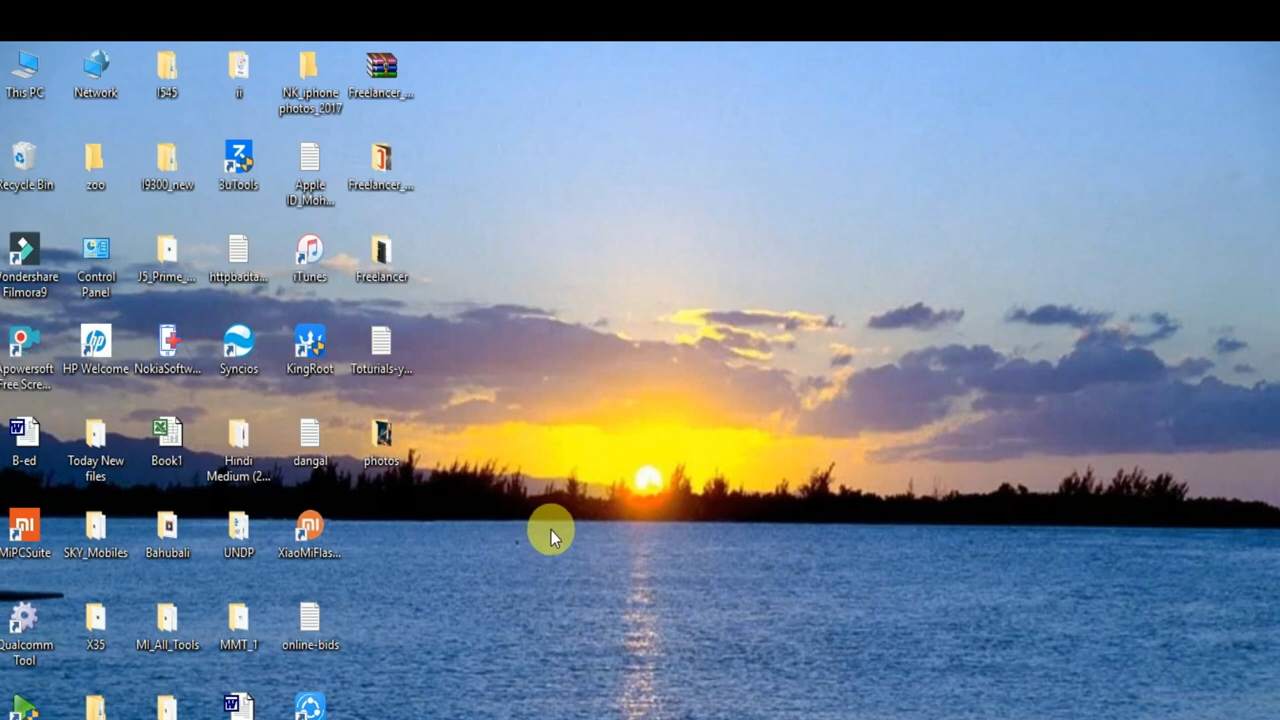 This PC
Network
I545
ii
NK_iphone
photos_2017
Freelancer_...
Recycle Bin
zoo
I9300_new
3uTools
Apple
ID_Moh...
Freelancer_...
Wondershare
Filmora9
Control
Panel
J5_Prime_...
httpbadta...
iTunes
Freelancer
Apowersoft
Free Scre...
HP Welcome
NokiaSoftw...
Syncios
KingRoot
Toturials-y...
B-ed
Today New
files
Book1
Hindi
Medium (2...
dangal
photos
MiPCSuite
SKY_Mobiles
Bahubali
UNDP
XiaoMiFlas...
Qualcomm
Tool
X35
MI_All_Tools
MMT_1
online-bids